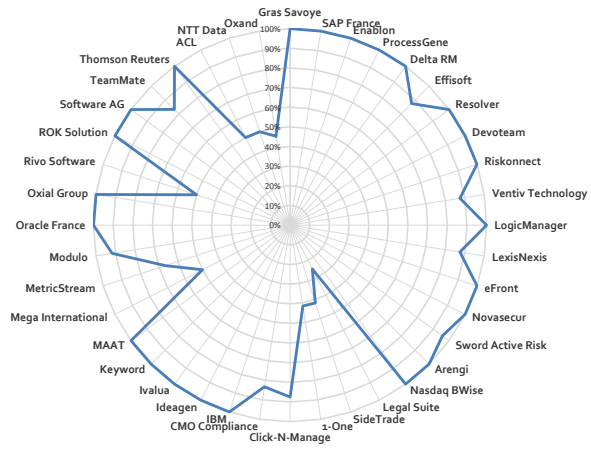 Gras Savoye
SAP France
Enablon
ProcessGene
Delta RM
Effisoft
Resolver
Devoteam
Riskonnect
Ventiv Technology
LogicManager
LexisNexis
eFront
Novasecur
Sword Active Risk
Arengi
Nasdaq BWise
Legal Suite
SideTrade
1-One
Click-N-Manage
CMO Compliance
IBM
Ideagen
Ivalua
Keyword
MAAT
Mega International
MetricStream
Modulo
Oracle France
Oxial Group
Rivo Software
ROK Solution
Software AG
TeamMate
Thomson Reuters
ACL
NTT Data
Oxand
100%
90%
80%
70%
60%
50%
40%
30%
20%
10%
0%